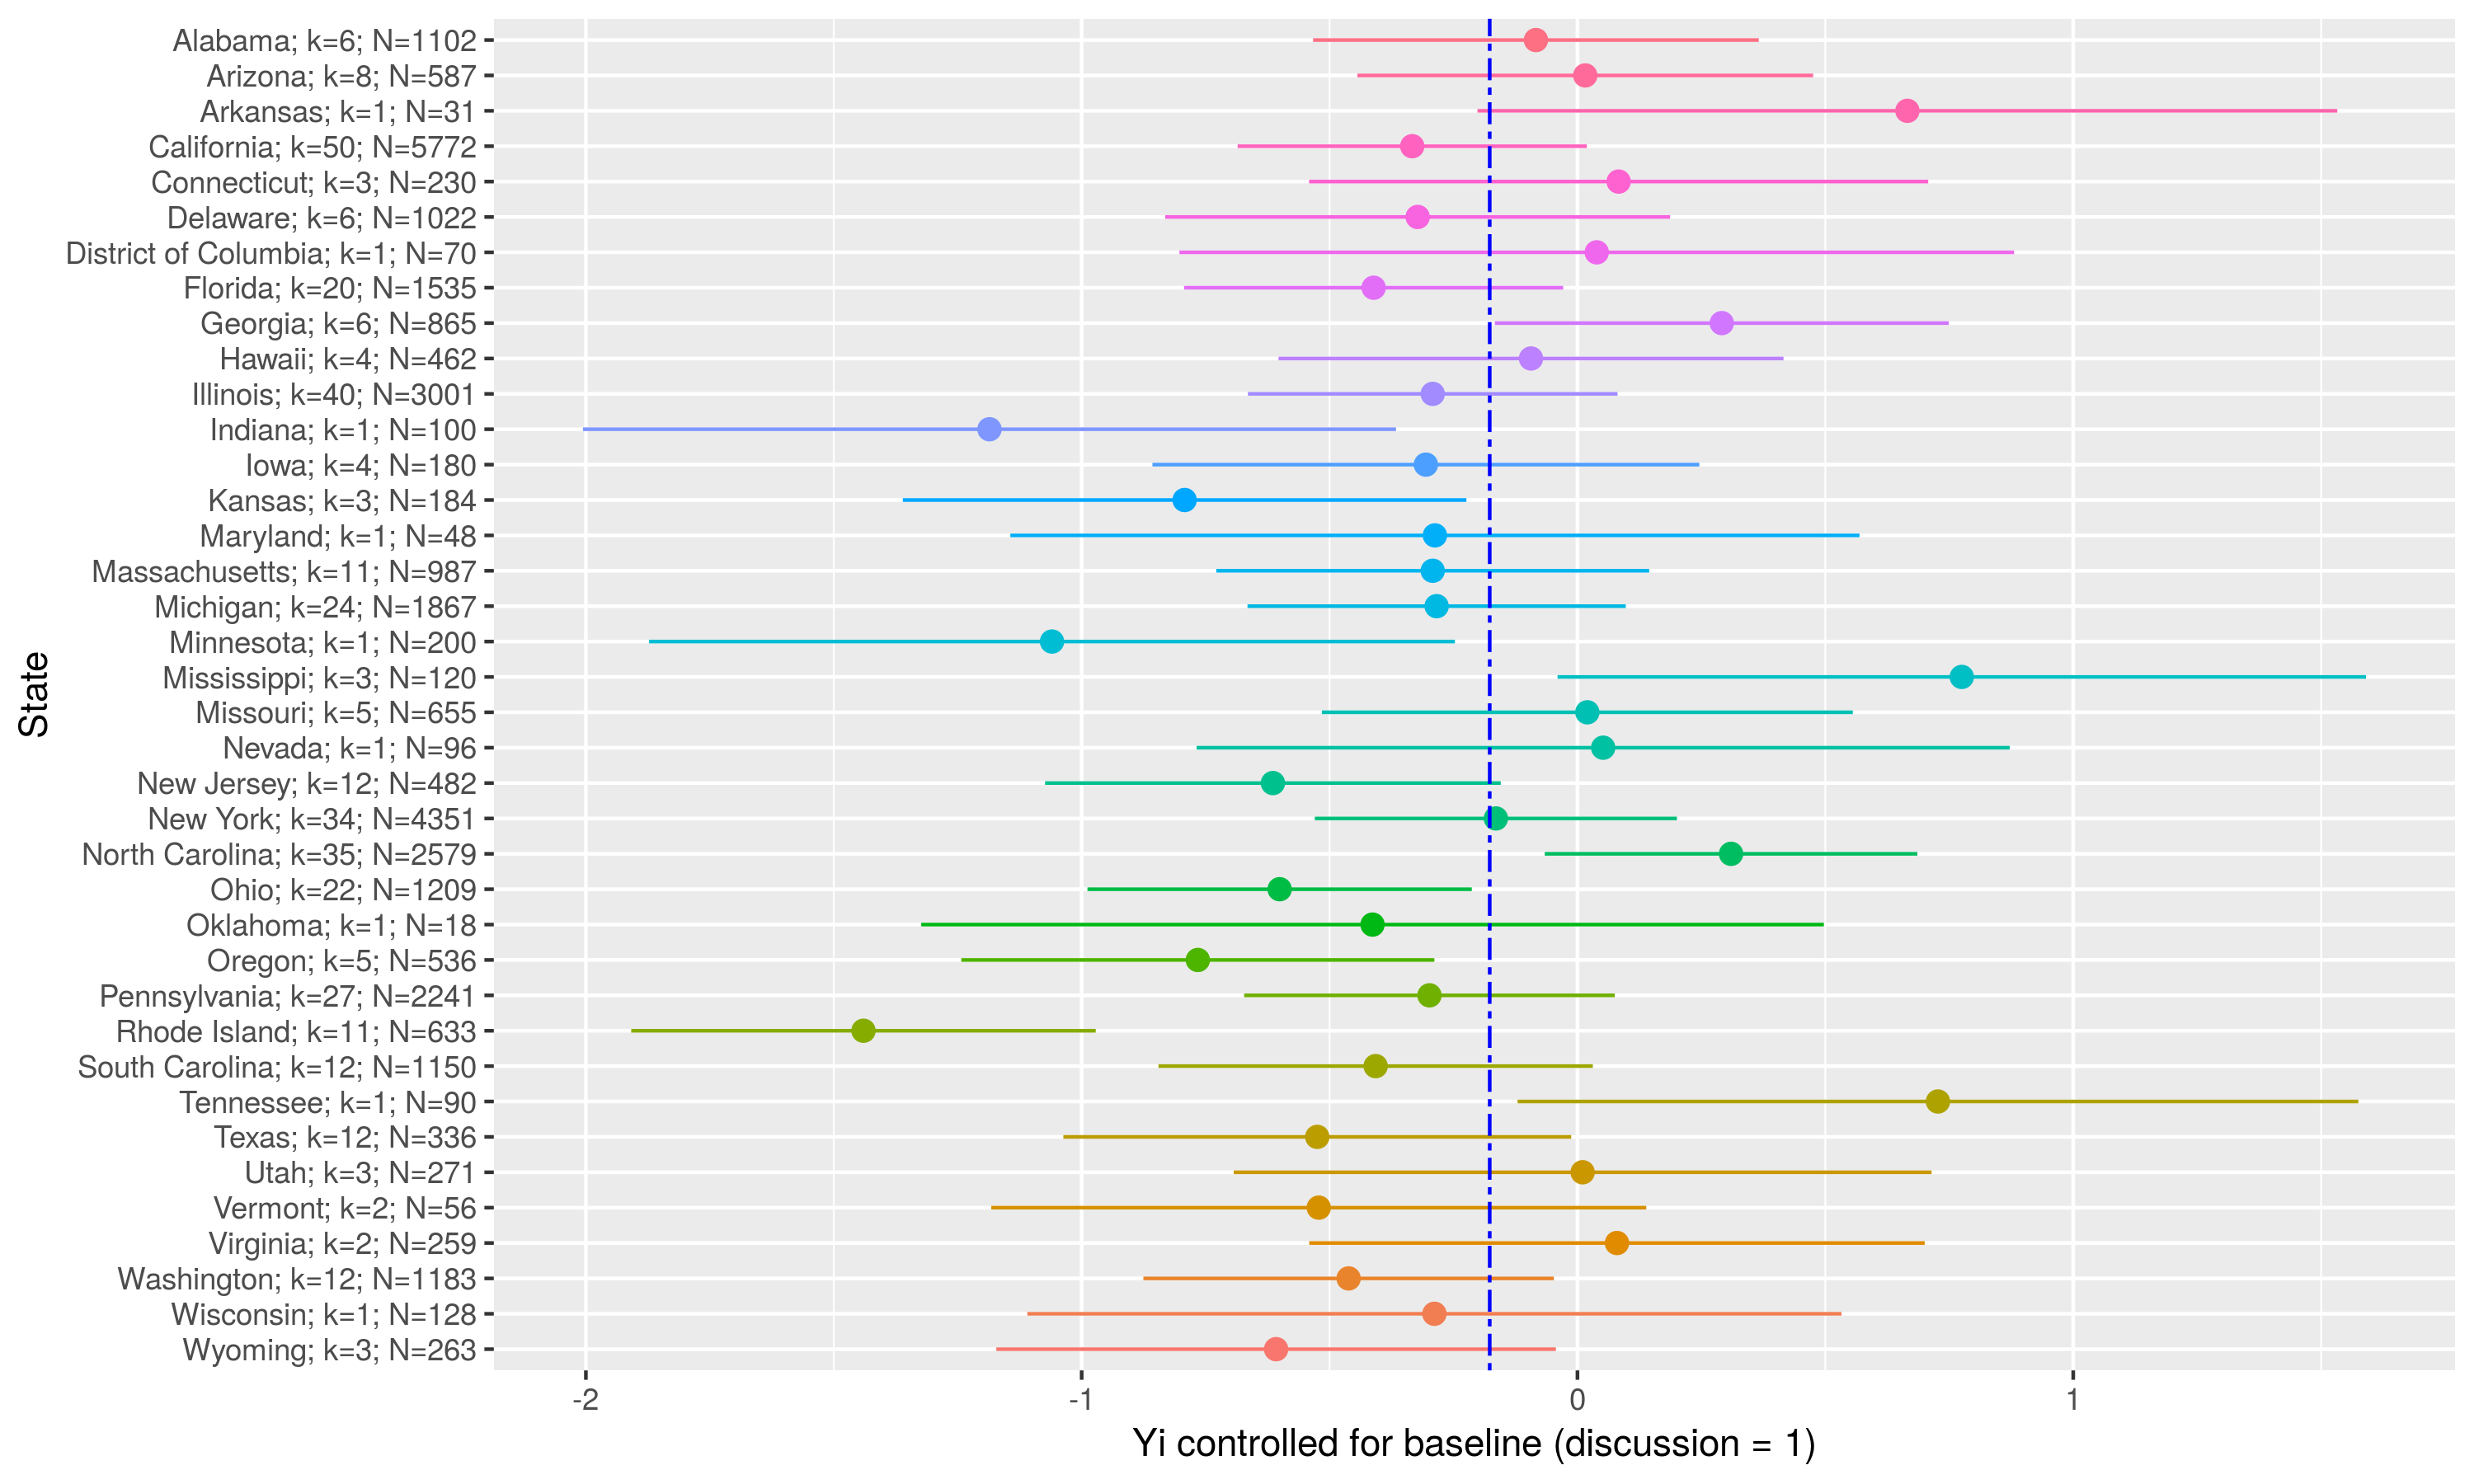 Alabama; k=6; N=1102
Arizona; k=8; N=587
Arkansas; k=1; N=31
California; k=50; N=5772
Connecticut; k=3; N=230
Delaware; k=6; N=1022
District of Columbia; k=1; N=70
Florida; k=20; N=1535
Georgia; k=6; N=865
Hawaii; k=4; N=462
Illinois; k=40; N=3001
Indiana; k=1; N=100
Iowa; k=4; N=180
Kansas; k=3; N=184
Maryland; k=1; N=48
Massachusetts; k=11; N=987
Michigan; k=24; N=1867
Minnesota; k=1; N=200
Mississippi; k=3; N=120
Missouri; k=5; N=655
Nevada; k=1; N=96
New Jersey; k=12; N=482
New York; k=34; N=4351
North Carolina; k=35; N=2579
Ohio; k=22; N=1209
Oklahoma; k=1; N=18
Oregon; k=5; N=536
Pennsylvania; k=27; N=2241
Rhode Island; k=11; N=633
South Carolina; k=12; N=1150
Tennessee; k=1; N=90
Texas; k=12; N=336
Utah; k=3; N=271
Vermont; k=2; N=56
Virginia; k=2; N=259
Washington; k=12; N=1183
Wisconsin; k=1; N=128
Wyoming; k=3; N=263
State
-2 -1 0 1
Yi controlled for baseline (discussion = 1)